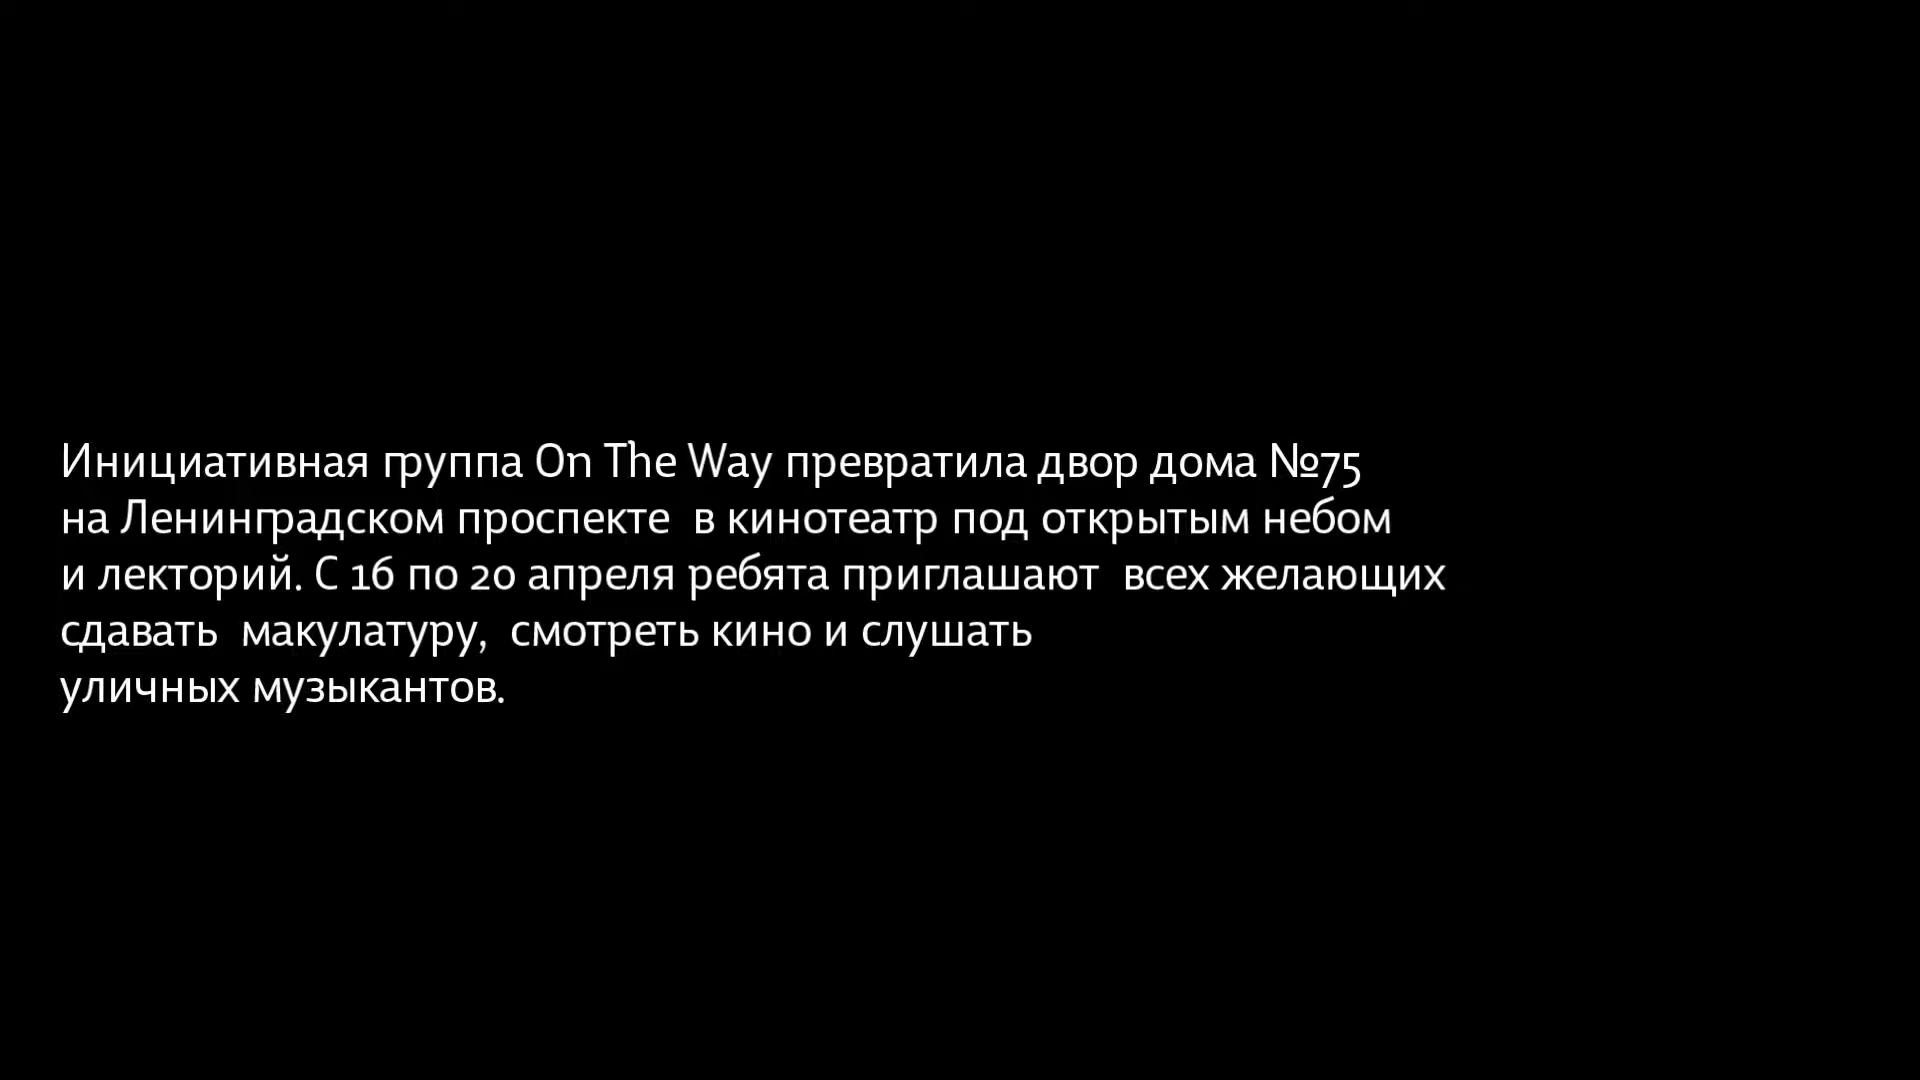 Инициативная группа On The Way превратила двор дома №75
на Ленинградском проспекте  в кинотеатр под открытым небом
и лекторий. С 16 по 20 апреля ребята приглашают  всех желающих
сдавать  макулатуру,  смотреть кино и слушать
уличных музыкантов.